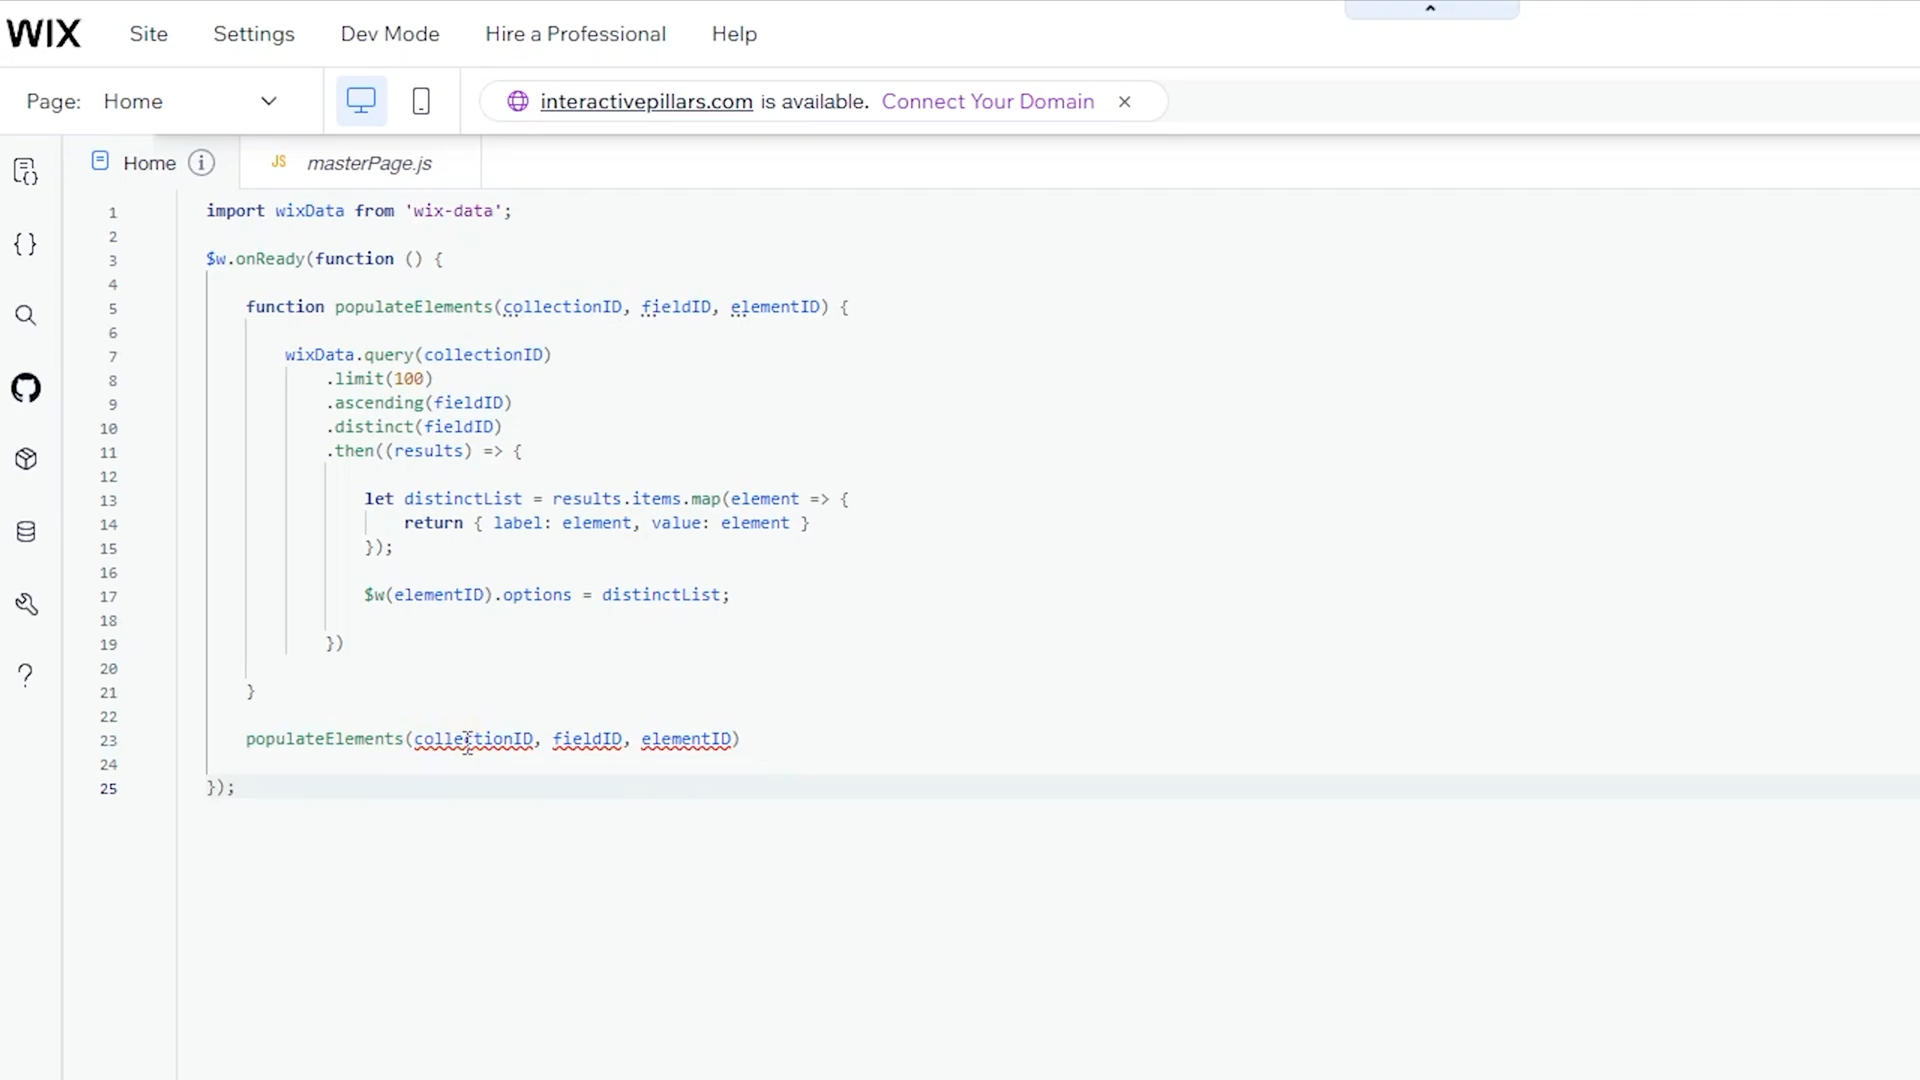 WIX Site Settings Dev Mode Hire a Professional Help
Page: Home interactivepillars.com is available. Connect Your Domain ×
Home JS masterPage.js
1 import wixData from 'wix-data';
2
3 $w.onReady(function () {
4
5 function populateElements(collectionID, fieldID, elementID) {
6
7 wixData.query(collectionID)
8 .limit(100)
9 .ascending(fieldID)
10 .distinct(fieldID)
11 .then((results) => {
12
13 let distinctList = results.items.map(element => {
14 return { label: element, value: element }
15 });
16
17 $w(elementID).options = distinctList;
18
19 })
20
21 }
22
23 populateElements(collectionID, fieldID, elementID)
24
25 });